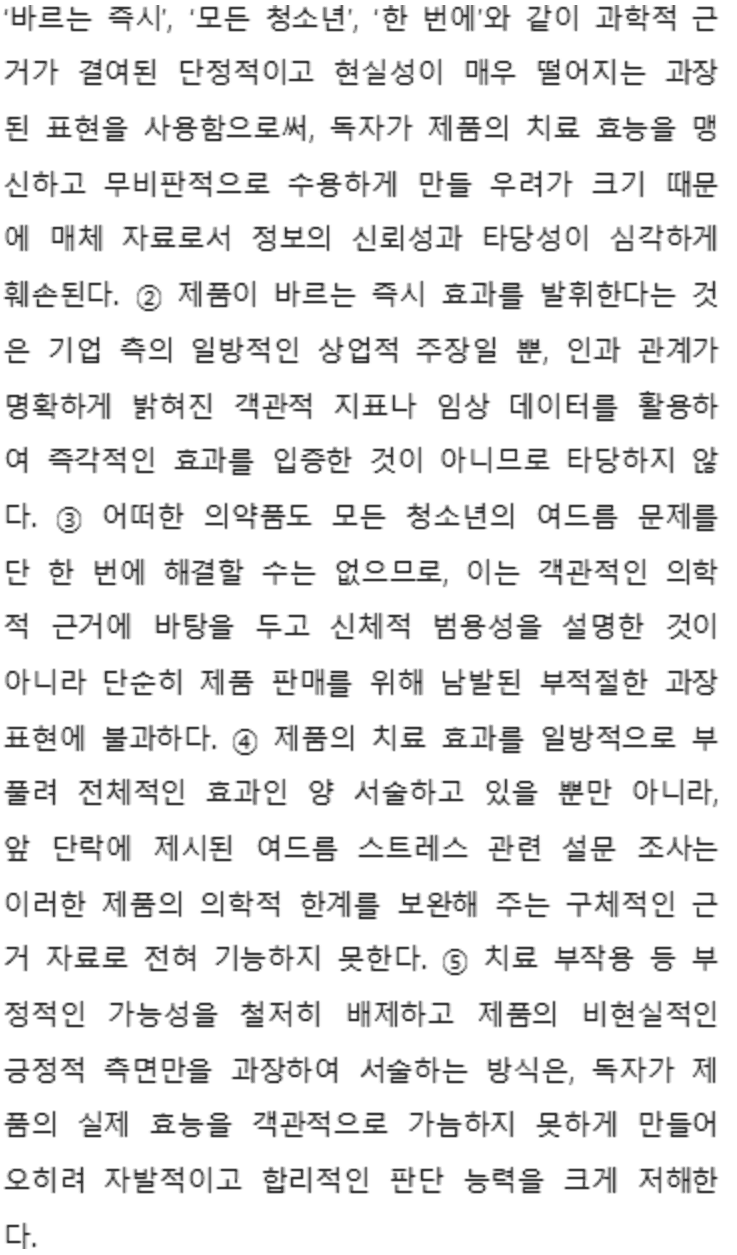 ‘바르는 즉시’, ‘모든 청소년’, ‘한 번에’와 같이 과학적 근
거가 결여된 단정적이고 현실성이 매우 떨어지는 과장
된 표현을 사용함으로써, 독자가 제품의 치료 효능을 맹
신하고 무비판적으로 수용하게 만들 우려가 크기 때문
에 매체 자료로서 정보의 신뢰성과 타당성이 심각하게
훼손된다. ② 제품이 바르는 즉시 효과를 발휘한다는 것
은 기업 측의 일방적인 상업적 주장일 뿐, 인과 관계가
명확하게 밝혀진 객관적 지표나 임상 데이터를 활용하
여 즉각적인 효과를 입증한 것이 아니므로 타당하지 않
다. ③ 어떠한 의약품도 모든 청소년의 여드름 문제를
단 한 번에 해결할 수는 없으므로, 이는 객관적인 의학
적 근거에 바탕을 두고 신체적 범용성을 설명한 것이
아니라 단순히 제품 판매를 위해 남발된 부적절한 과장
표현에 불과하다. ④ 제품의 치료 효과를 일방적으로 부
풀려 전체적인 효과인 양 서술하고 있을 뿐만 아니라,
앞 단락에 제시된 여드름 스트레스 관련 설문 조사는
이러한 제품의 의학적 한계를 보완해 주는 구체적인 근
거 자료로 전혀 기능하지 못한다. ⑤ 치료 부작용 등 부
정적인 가능성을 철저히 배제하고 제품의 비현실적인
긍정적 측면만을 과장하여 서술하는 방식은, 독자가 제
품의 실제 효능을 객관적으로 가늠하지 못하게 만들어
오히려 자발적이고 합리적인 판단 능력을 크게 저해한
다.